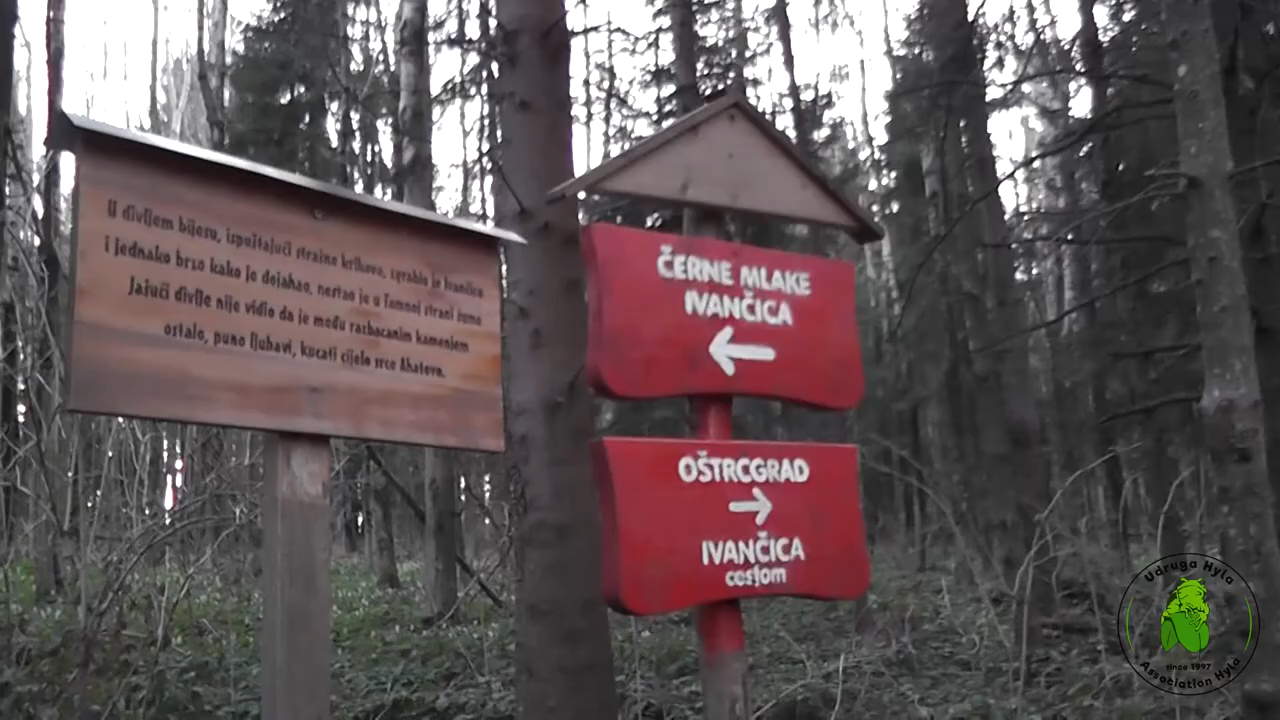 U divljem bijesu, ispuštajući strašne krikove, zgrabio je Ivančicu
i jednako brzo kako je dojahao, nestao je u tamnoj strani šume
Jašući divlje nije vidio da je među razbacanim kamenjem
ostalo, puno ljubavi, kucati cijelo srce Ahatovo.
ČERNE MLAKE
IVANČICA
←
OŠTRCGRAD
→
IVANČICA
cestom
Udruga Hyla
since 1997
Association Hyla